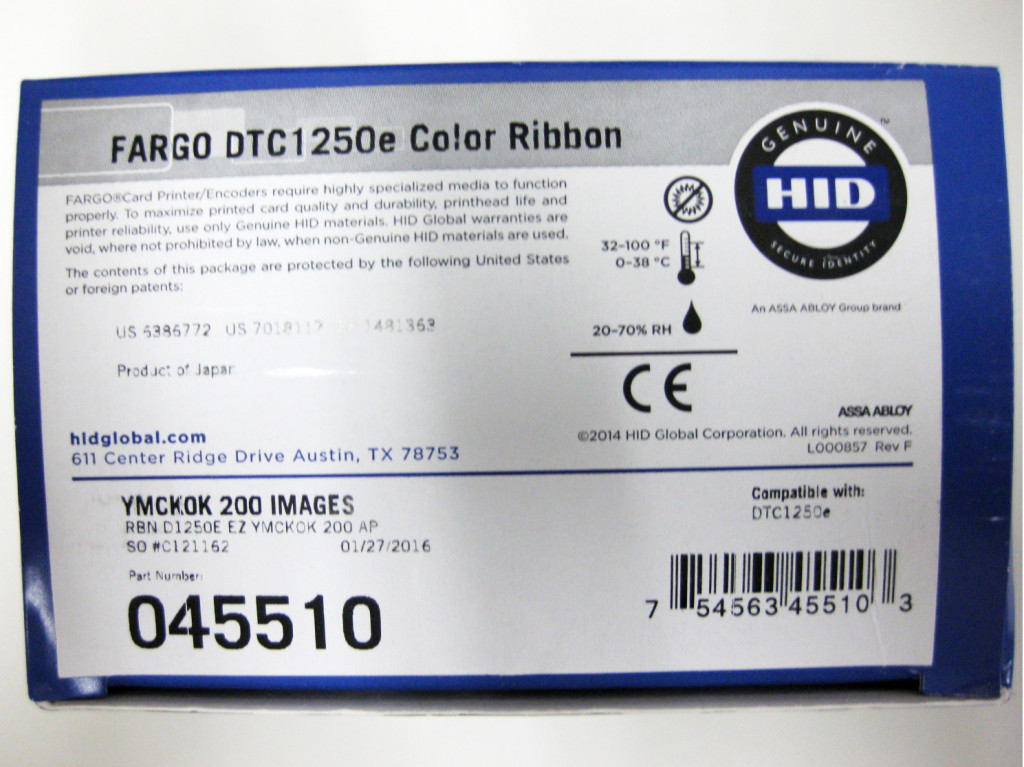 FARGO DTC1250e Color Ribbon
GENUINE
HID
™
SECURE IDENTITY
An ASSA ABLOY Group brand
FARGO®Card Printer/Encoders require highly specialized media to function
properly. To maximize printed card quality and durability, printhead life and
printer reliability, use only Genuine HID materials. HID Global warranties are
void, where not prohibited by law, when non-Genuine HID materials are used.
The contents of this package are protected by the following United States
or foreign patents:
32-100 °F
0-38 °C
20-70% RH
US 5386772 US 7018117 1481363
Product of Japan
CE
ASSA ABLOY
©2014 HID Global Corporation. All rights reserved.
L000857 Rev F
hidglobal.com
611 Center Ridge Drive Austin, TX 78753
YMCKOK 200 IMAGES
RBN D1250E EZ YMCKOK 200 AP
SO #C121162 01/27/2016
Part Number:
045510
Compatible with:
DTC1250e
7 54563 45510 3